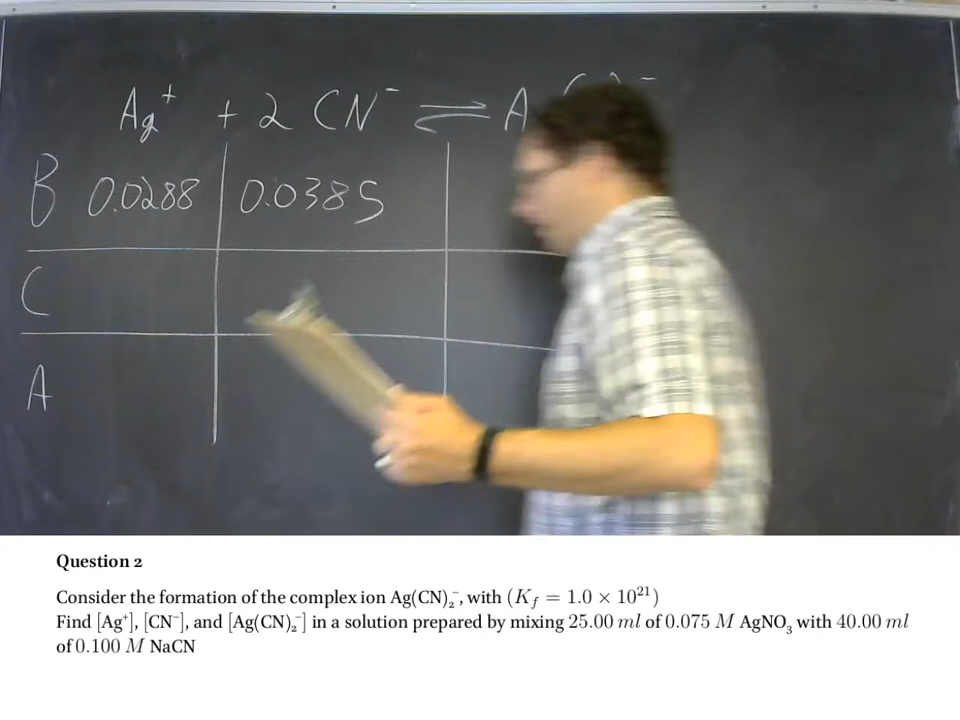 Ag⁺ + 2 CN⁻ ⇌ A
B 0.0288 0.0385
C
A
Question 2
Consider the formation of the complex ion Ag(CN)₂⁻, with (K_f = 1.0 × 10²¹)
Find [Ag⁺], [CN⁻], and [Ag(CN)₂⁻] in a solution prepared by mixing 25.00 ml of 0.075 M AgNO₃ with 40.00 ml
of 0.100 M NaCN